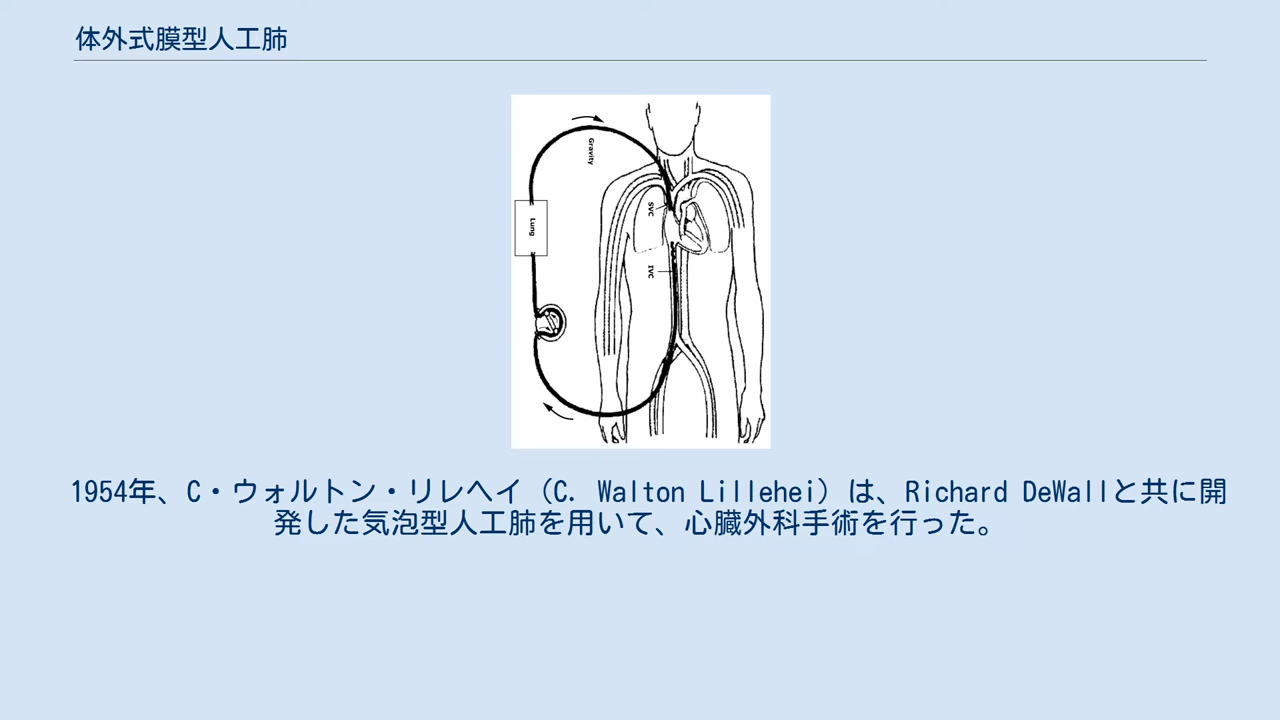 体外式膜型人工肺
Gravity
SVC
Lung
IVC
1954年、C・ウォルトン・リレヘイ（C. Walton Lillehei）は、Richard DeWallと共に開
発した気泡型人工肺を用いて、心臓外科手術を行った。